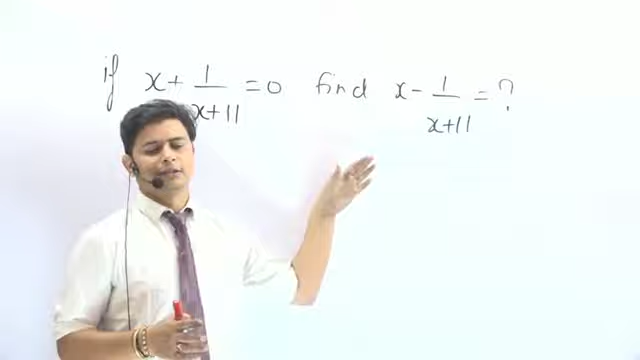 if x + 1/x+11 = 0 find x - 1/x+11 = ?